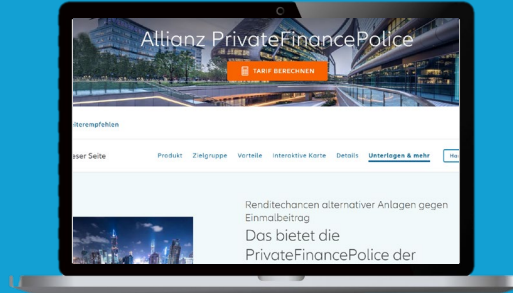 Allianz PrivateFinancePolice
TARIF BERECHNEN
iterempfehlen
eser Seite
Produkt Zielgruppe Vorteile Interaktive Karte Details Unterlagen & mehr
Renditechancen alternativer Anlagen gegen
Einmalbeitrag
Das bietet die
PrivateFinancePolice der